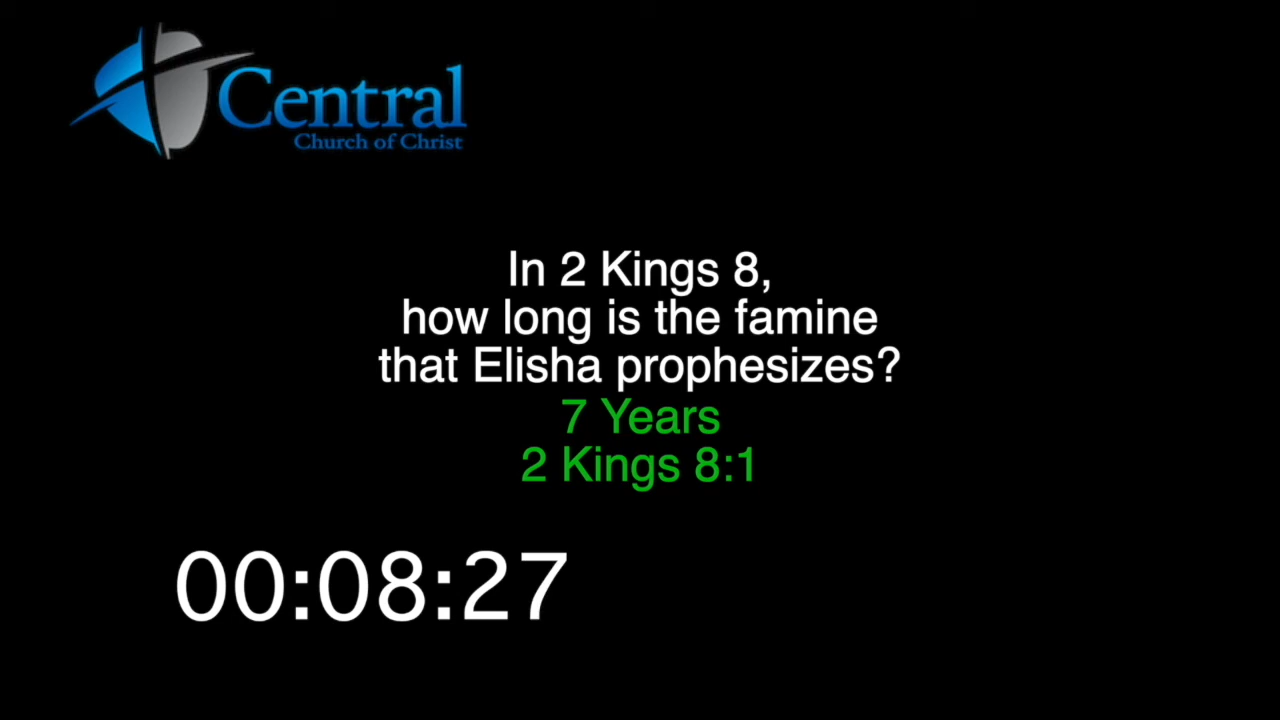 Central
Church of Christ
In 2 Kings 8,
how long is the famine
that Elisha prophesizes?
7 Years
2 Kings 8:1
00:08:27